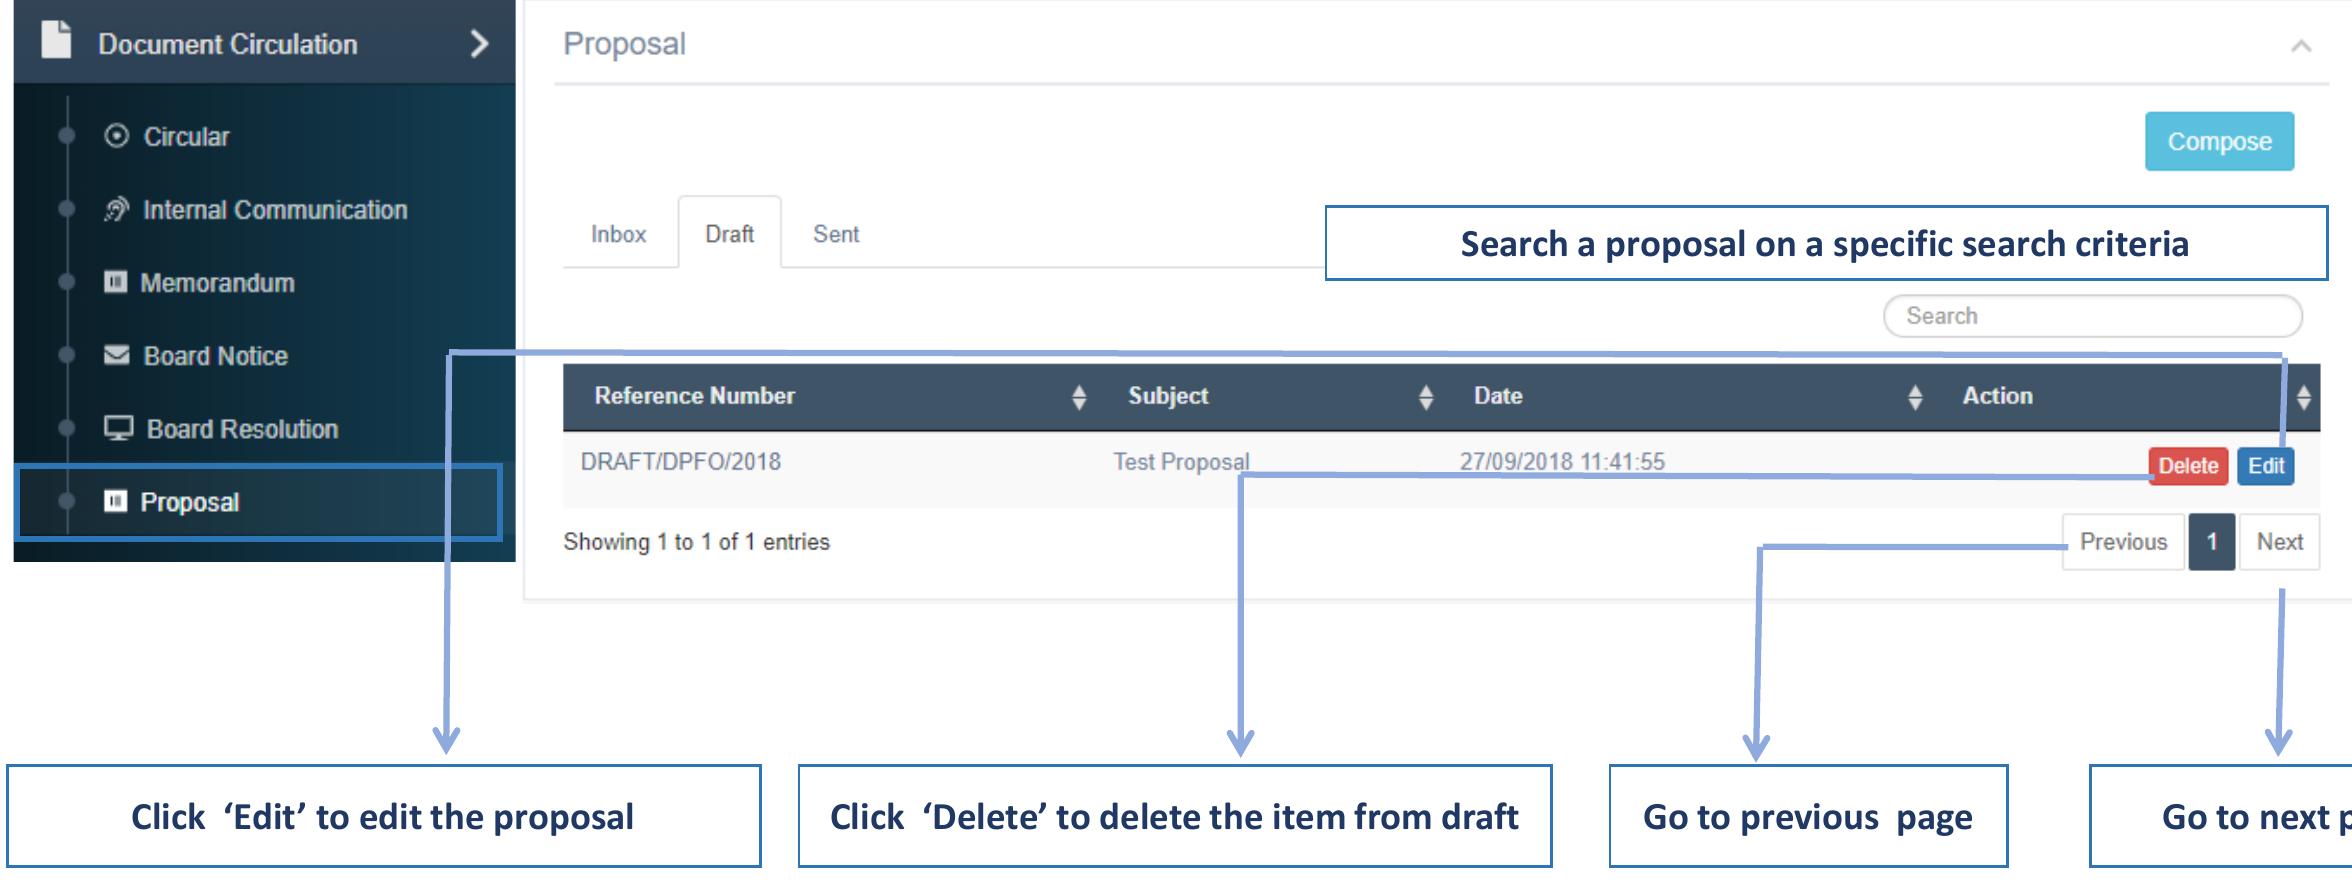 Document Circulation
Circular
Internal Communication
Memorandum
Board Notice
Board Resolution
Proposal
Proposal
Compose
Inbox Draft Sent
Search a proposal on a specific search criteria
Search
Reference Number Subject Date Action
DRAFT/DPFO/2018 Test Proposal 27/09/2018 11:41:55 Delete Edit
Showing 1 to 1 of 1 entries Previous 1 Next
Click ‘Edit’ to edit the proposal
Click ‘Delete’ to delete the item from draft
Go to previous page
Go to next